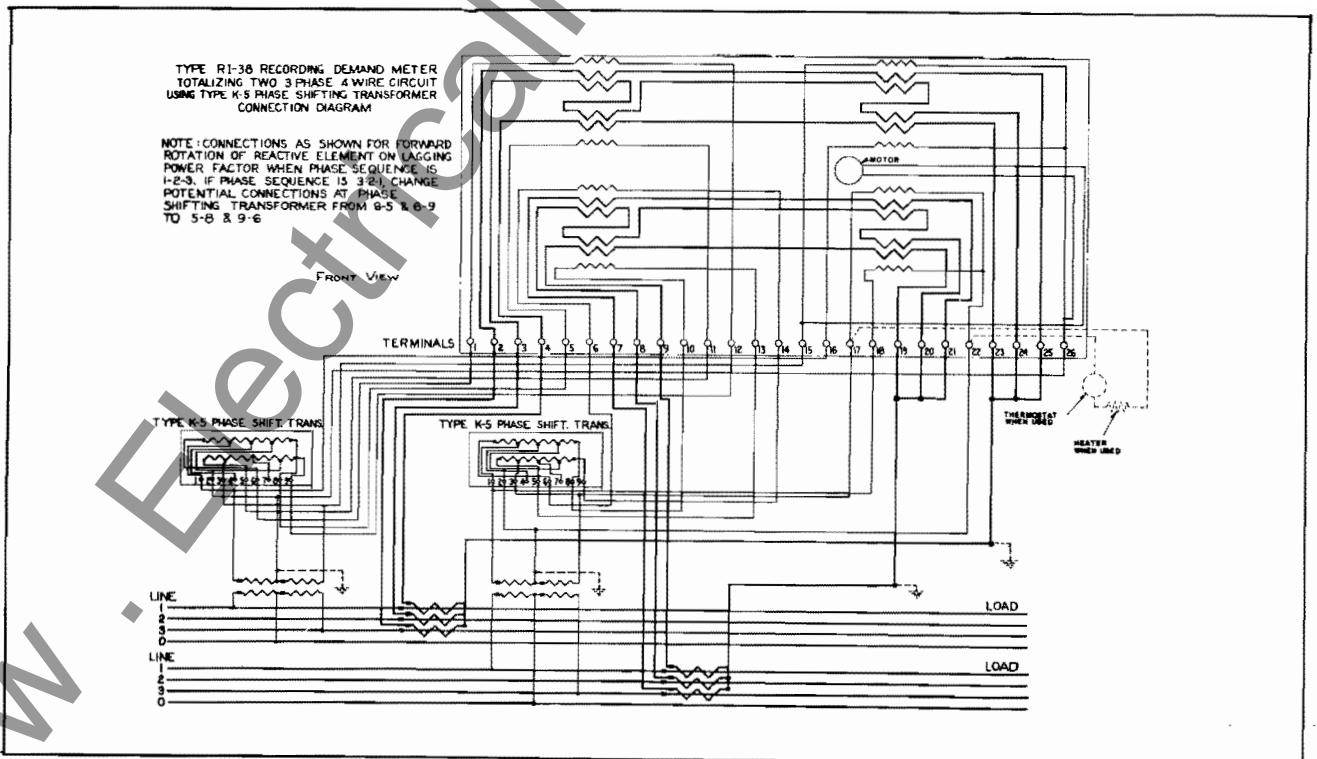 TYPE RI-38 RECORDING DEMAND METER
TOTALIZING TWO 3 PHASE 4 WIRE CIRCUIT
USING TYPE K-5 PHASE SHIFTING TRANSFORMER
CONNECTION DIAGRAM
NOTE: CONNECTIONS AS SHOWN FOR FORWARD
ROTATION OF REACTIVE ELEMENT ON LAGGING
POWER FACTOR WHEN PHASE SEQUENCE IS
1-2-3. IF PHASE SEQUENCE IS 3-2-1, CHANGE
POTENTIAL CONNECTIONS AT PHASE
SHIFTING TRANSFORMER FROM 8-5 & 6-9
TO 5-8 & 9-6
FRONT VIEW
MOTOR
TERMINALS 1 2 3 4 5 6 7 8 9 10 11 12 13 14 15 16 17 18 19 20 21 22 23 24 25 26
THERMOSTAT
WHEN USED
HEATER
WHEN USED
TYPE K-5 PHASE SHIFT. TRANS.
TYPE K-5 PHASE SHIFT. TRANS.
LINE
1 LOAD
2
3
0
LINE
1 LOAD
2
3
0
w . Electrical